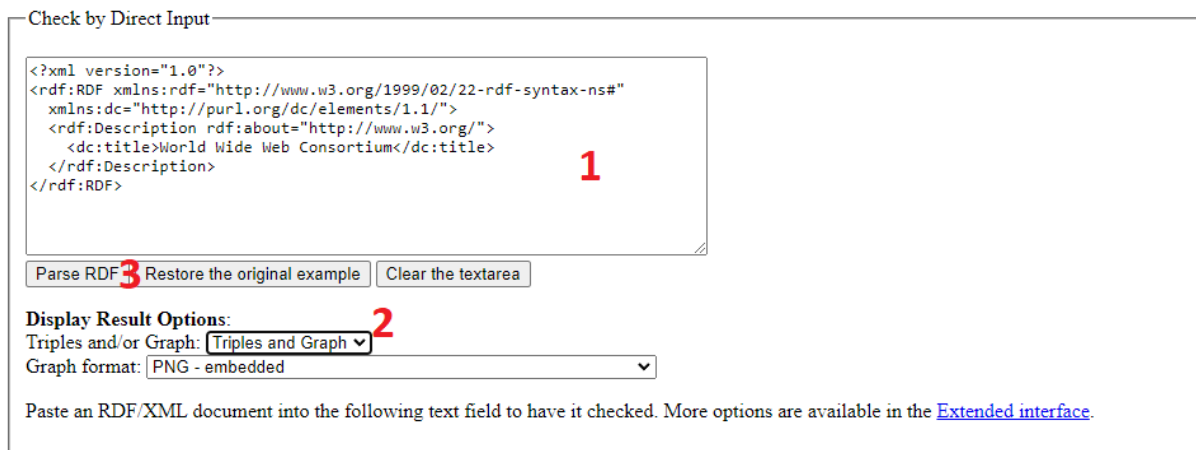 Check by Direct Input
<?xml version="1.0"?>
<rdf:RDF xmlns:rdf="http://www.w3.org/1999/02/22-rdf-syntax-ns#"
xmlns:dc="http://purl.org/dc/elements/1.1/">
<rdf:Description rdf:about="http://www.w3.org/">
<dc:title>World Wide Web Consortium</dc:title>
</rdf:Description>
1
</rdf:RDF>
Parse RDF 3 Restore the original example Clear the textarea
Display Result Options: 2
Triples and/or Graph: Triples and Graph
Graph format: PNG - embedded
Paste an RDF/XML document into the following text field to have it checked. More options are available in the Extended interface.